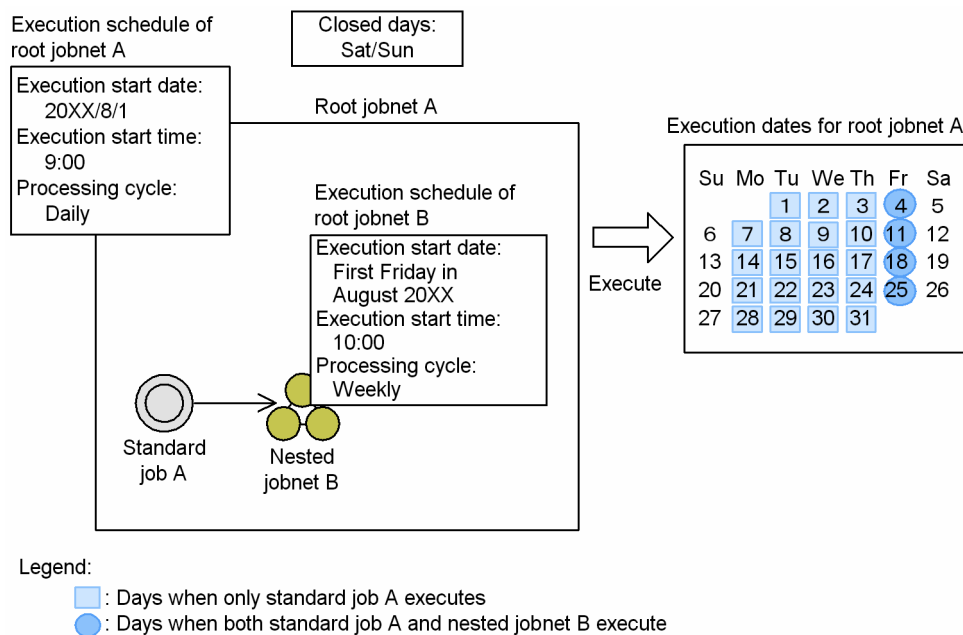 Execution schedule of
root jobnet A
Closed days:
Sat/Sun
Execution start date:
20XX/8/1
Execution start time:
9:00
Processing cycle:
Daily
Root jobnet A
Execution schedule of
root jobnet B
Execution start date:
First Friday in
August 20XX
Execution start time:
10:00
Processing cycle:
Weekly
Standard
job A
Nested
jobnet B
Execute
Execution dates for root jobnet A
Su Mo Tu We Th Fr Sa
1 2 3 4 5
6 7 8 9 10 11 12
13 14 15 16 17 18 19
20 21 22 23 24 25 26
27 28 29 30 31
Legend:
: Days when only standard job A executes
: Days when both standard job A and nested jobnet B execute